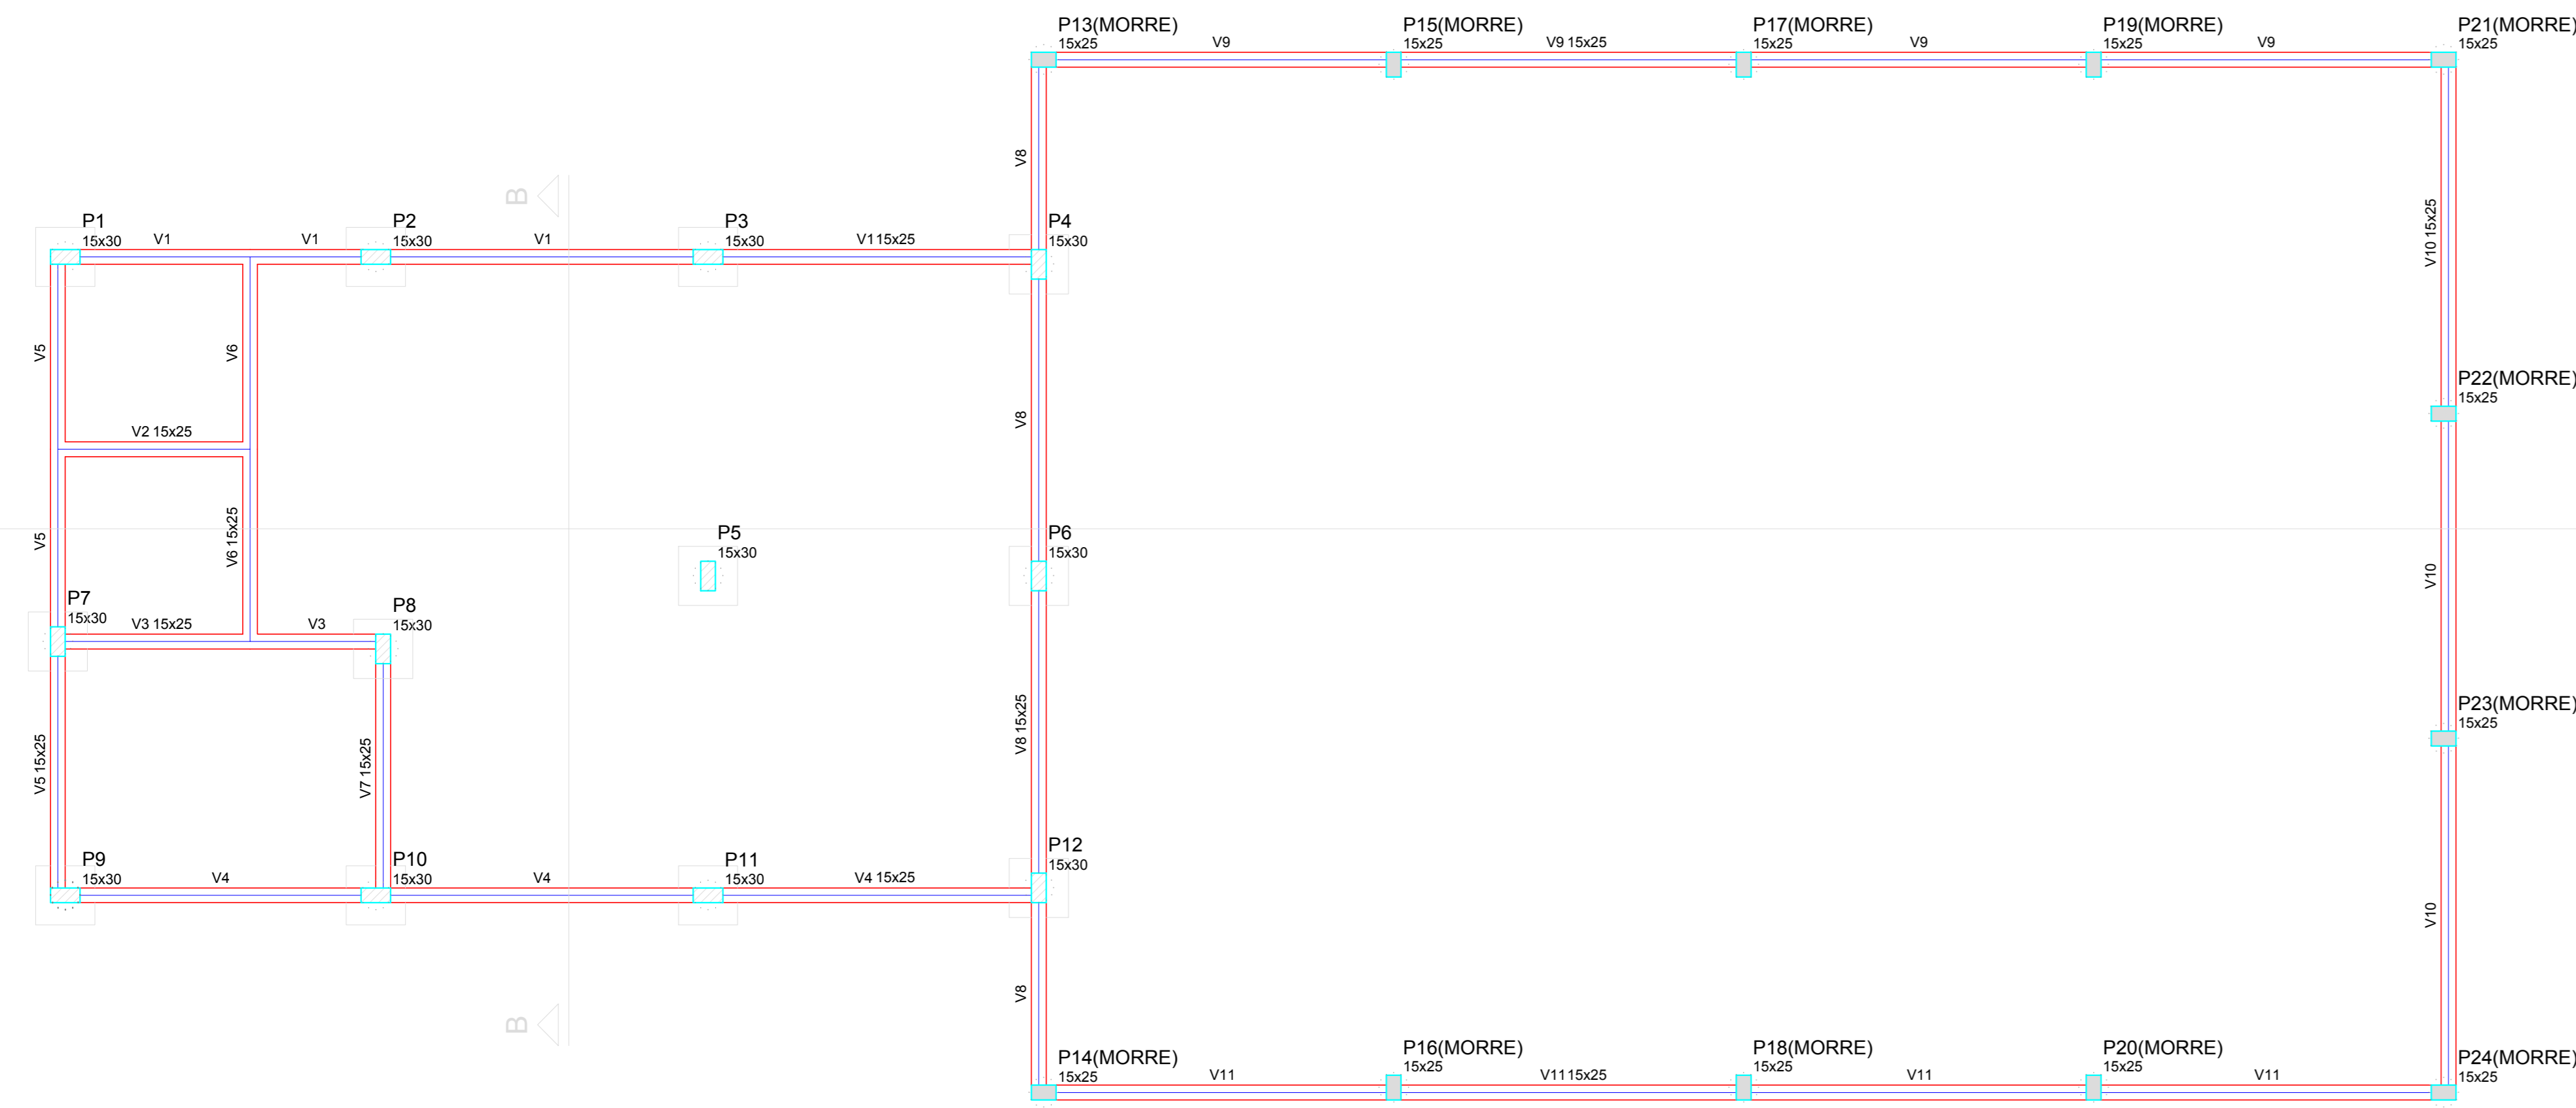 P13(MORRE)
15x25
V9
P15(MORRE)
15x25
V9 15x25
P17(MORRE)
15x25
V9
P19(MORRE)
15x25
V9
P21(MORRE)
15x25
V8
B
P1
15x30
V1
V1
P2
15x30
V1
P3
15x30
V1 15x25
P4
15x30
V10 15x25
V5
V6
V8
P22(MORRE)
15x25
V2 15x25
V5
V6 15x25
P5
15x30
P6
15x30
V10
P7
15x30
V3 15x25
V3
P8
15x30
V5 15x25
V7 15x25
V8 15x25
P23(MORRE)
15x25
P9
15x30
V4
P10
15x30
V4
P11
15x30
V4 15x25
P12
15x30
V10
V8
B
P14(MORRE)
15x25
V11
P16(MORRE)
15x25
V11 15x25
P18(MORRE)
15x25
V11
P20(MORRE)
15x25
V11
P24(MORRE)
15x25